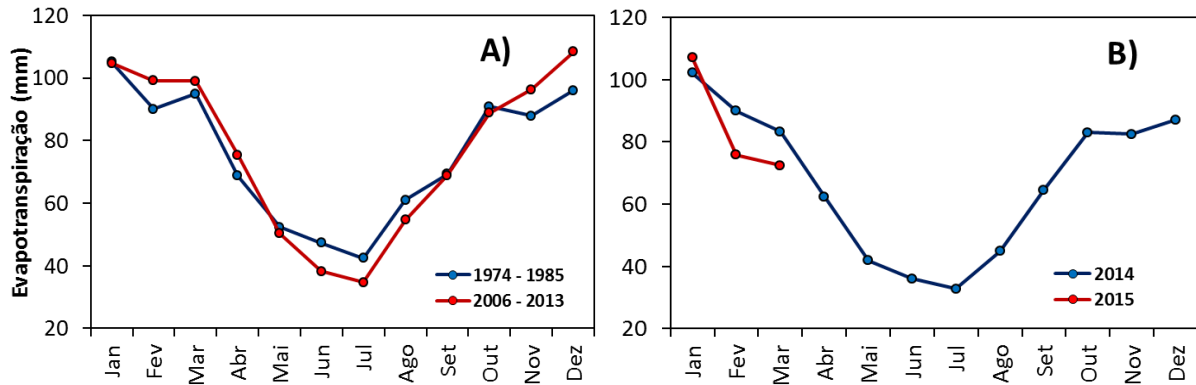 Evapotranspiração (mm)
120
100
80
60
40
20
A)
1974 - 1985
2006 - 2013
Jan
Fev
Mar
Abr
Mai
Jun
Jul
Ago
Set
Out
Nov
Dez
120
100
80
60
40
20
B)
2014
2015
Jan
Fev
Mar
Abr
Mai
Jun
Jul
Ago
Set
Out
Nov
Dez